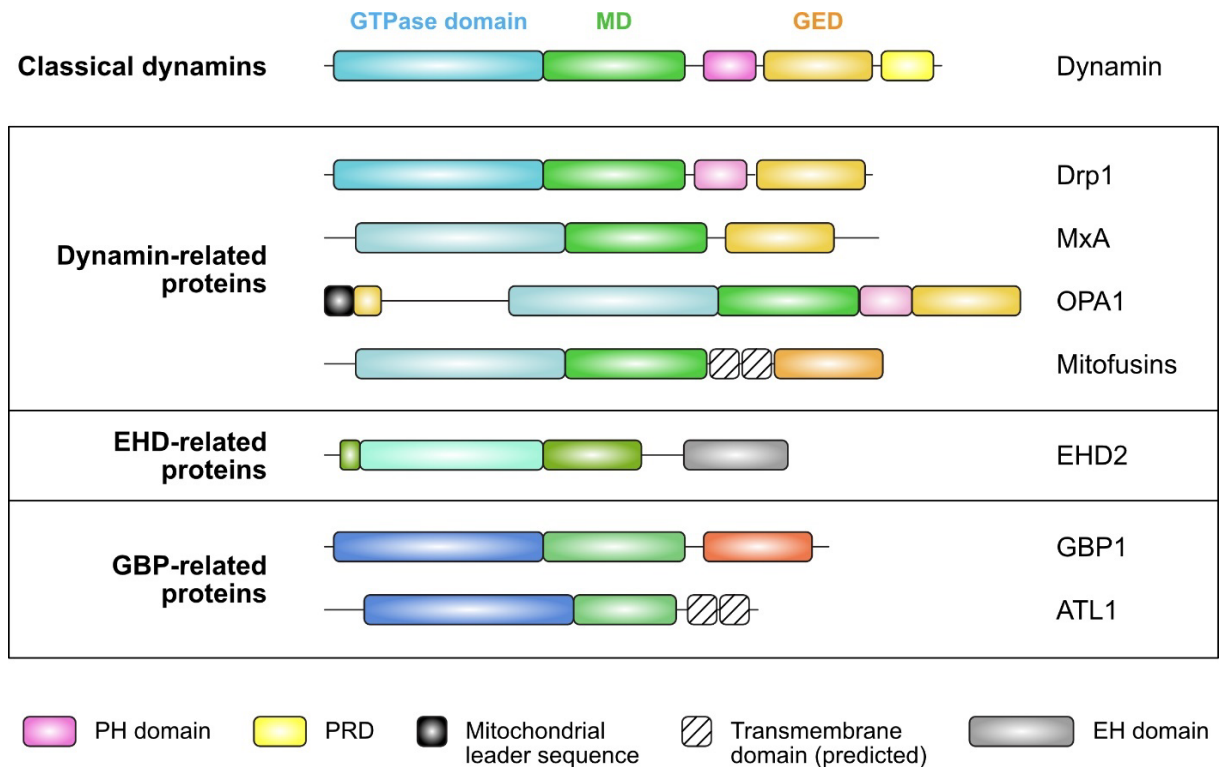 GTPase domain MD GED
Classical dynamins Dynamin
Drp1
Dynamin-related
proteins
MxA
OPA1
Mitofusins
EHD-related
proteins
EHD2
GBP-related
proteins
GBP1
ATL1
PH domain
PRD
Mitochondrial
leader sequence
Transmembrane
domain (predicted)
EH domain